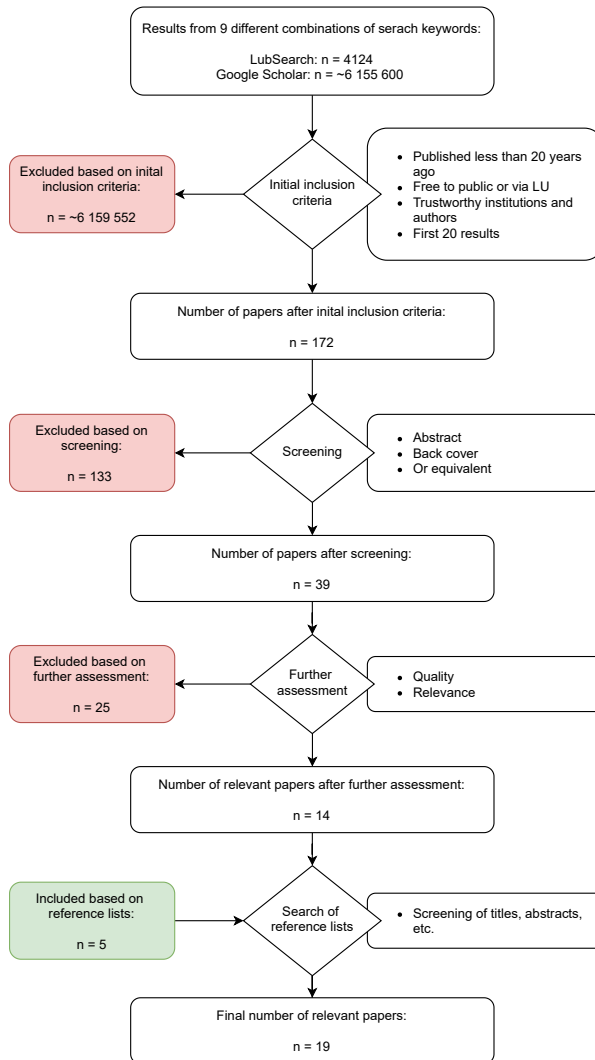 Results from 9 different combinations of serach keywords:
LubSearch: n = 4124
Google Scholar: n = ~6 155 600
Excluded based on inital
inclusion criteria:
n = ~6 159 552
Initial inclusion
criteria
• Published less than 20 years
ago
• Free to public or via LU
• Trustworthy institutions and
authors
• First 20 results
Number of papers after inital inclusion criteria:
n = 172
Excluded based on
screening:
n = 133
Screening
• Abstract
• Back cover
• Or equivalent
Number of papers after screening:
n = 39
Excluded based on
further assessment:
n = 25
Further
assessment
• Quality
• Relevance
Number of relevant papers after further assessment:
n = 14
Included based on
reference lists:
n = 5
Search of
reference lists
• Screening of titles, abstracts,
etc.
Final number of relevant papers:
n = 19